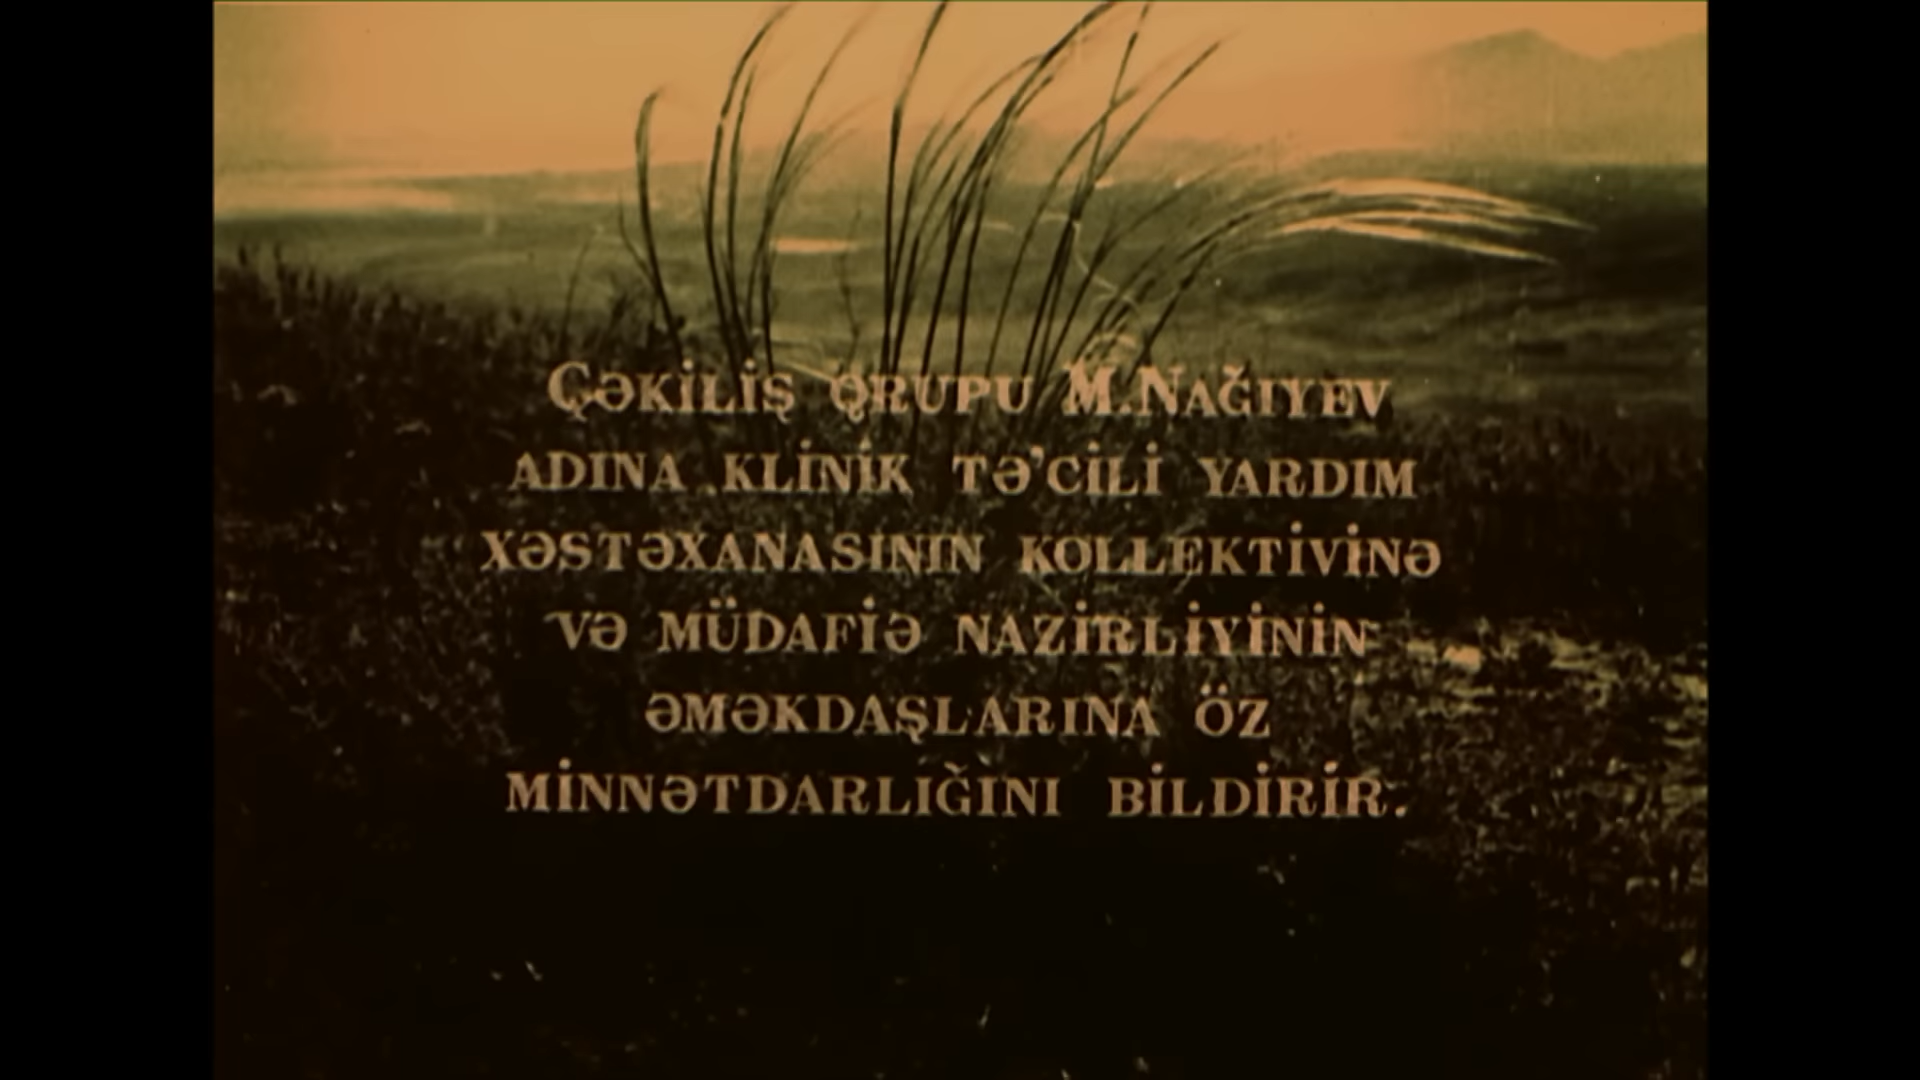 ÇƏKİLİŞ QRUPU M.NAĞIYEV
ADINA KLİNİK TƏ'CİLİ YARDIM
XƏSTƏXANASININ KOLLEKTİVİNƏ
VƏ MÜDAFİƏ NAZİRLİYİNİN
ƏMƏKDAŞLARINA ÖZ
MİNNƏTDARLIĞINI BİLDİRİR.